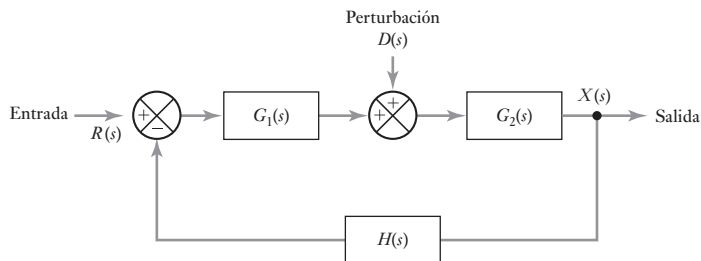 Perturbación
D(s)
Entrada
R(s)
+
−
G₁(s)
+
+
G₂(s)
X(s)
Salida
H(s)